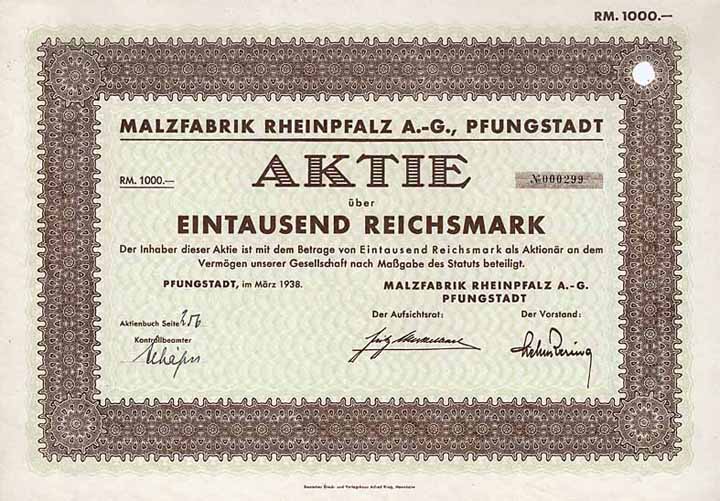 RM. 1000.—
MALZFABRIK RHEINPFALZ A.-G., PFUNGSTADT
RM. 1000.—
AKTIE
№000299
über
EINTAUSEND REICHSMARK
Der Inhaber dieser Aktie ist mit dem Betrage von Eintausend Reichsmark als Aktionär an dem
Vermögen unserer Gesellschaft nach Maßgabe des Statuts beteiligt.
PFUNGSTADT, im März 1938.
MALZFABRIK RHEINPFALZ A.-G.
PFUNGSTADT
Der Aufsichtsrat:
Der Vorstand:
Aktienbuch Seite 256
Kontrollbeamter